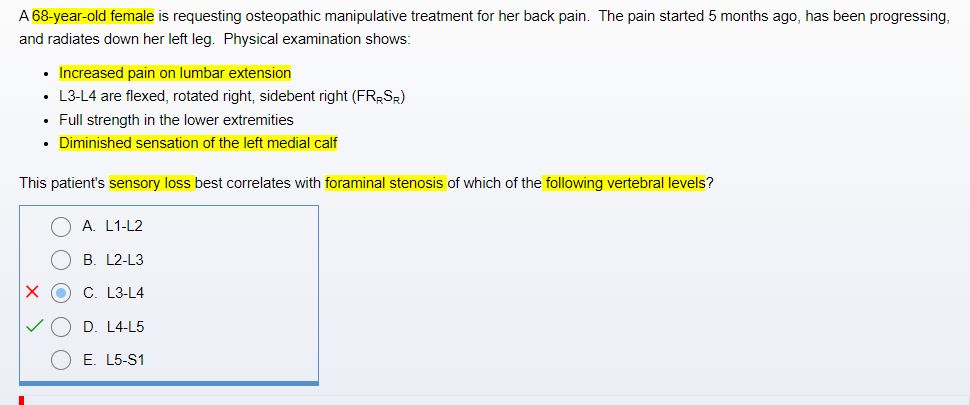 A 68-year-old female is requesting osteopathic manipulative treatment for her back pain.  The pain started 5 months ago, has been progressing,
and radiates down her left leg.  Physical examination shows:
• Increased pain on lumbar extension
• L3-L4 are flexed, rotated right, sidebent right (FRRSR)
• Full strength in the lower extremities
• Diminished sensation of the left medial calf
This patient's sensory loss best correlates with foraminal stenosis of which of the following vertebral levels?
A. L1-L2
B. L2-L3
C. L3-L4
D. L4-L5
E. L5-S1